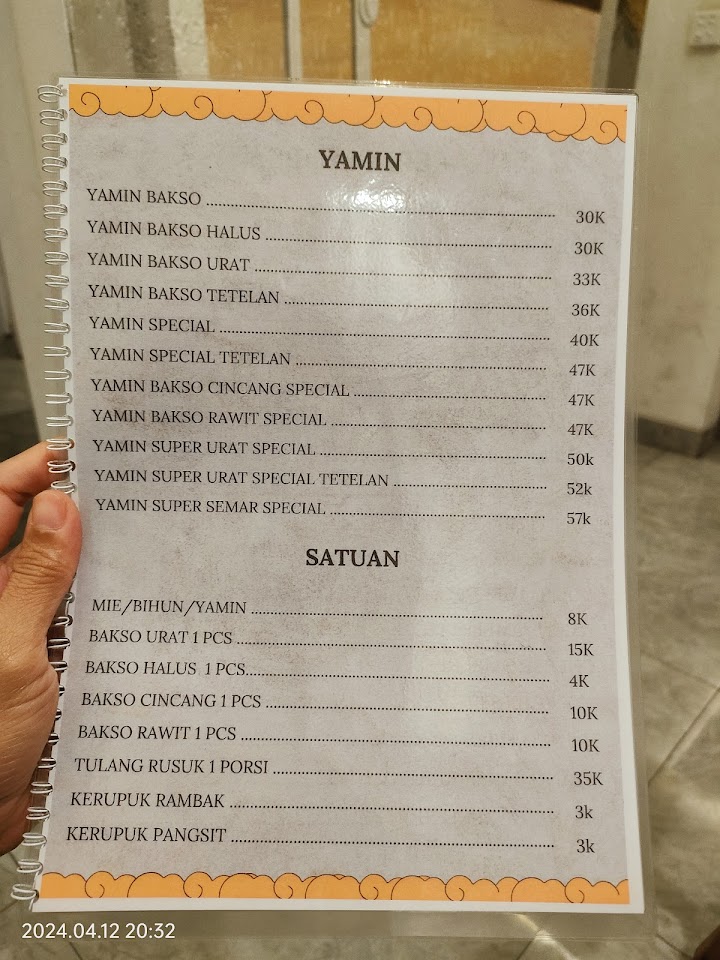 YAMIN
YAMIN BAKSO ........................ 30K
YAMIN BAKSO HALUS ........................ 30K
YAMIN BAKSO URAT ........................ 33K
YAMIN BAKSO TETELAN ........................ 36K
YAMIN SPECIAL ........................ 40K
YAMIN SPECIAL TETELAN ........................ 47K
YAMIN BAKSO CINCANG SPECIAL ........................ 47K
YAMIN BAKSO RAWIT SPECIAL ........................ 47K
YAMIN SUPER URAT SPECIAL ........................ 50k
YAMIN SUPER URAT SPECIAL TETELAN ........................ 52k
YAMIN SUPER SEMAR SPECIAL ........................ 57k
SATUAN
MIE/BIHUN/YAMIN ........................ 8K
BAKSO URAT 1 PCS ........................ 15K
BAKSO HALUS 1 PCS ........................ 4K
BAKSO CINCANG 1 PCS ........................ 10K
BAKSO RAWIT 1 PCS ........................ 10K
TULANG RUSUK 1 PORSI ........................ 35K
KERUPUK RAMBAK ........................ 3k
KERUPUK PANGSIT ........................ 3k
2024.04.12 20:32